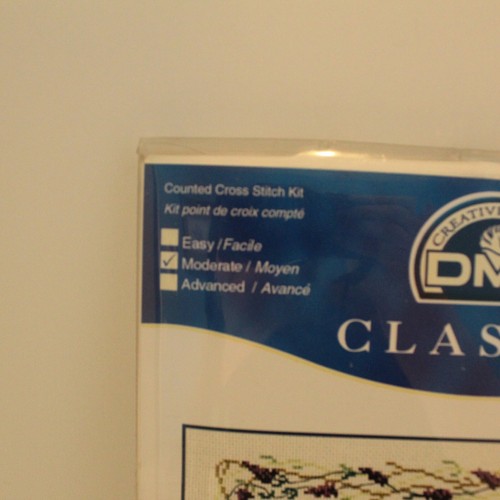 Counted Cross Stitch Kit
Kit point de croix compté
Easy / Facile
Moderate / Moyen
Advanced / Avancé
CREATIVE
DM
CLAS